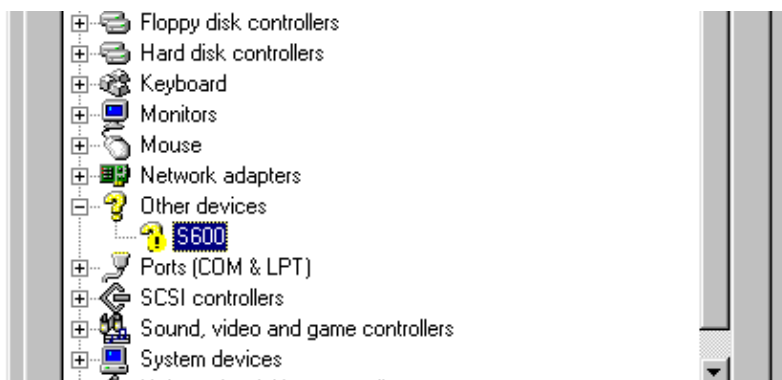 Floppy disk controllers
Hard disk controllers
Keyboard
Monitors
Mouse
Network adapters
Other devices
S600
Ports (COM & LPT)
SCSI controllers
Sound, video and game controllers
System devices